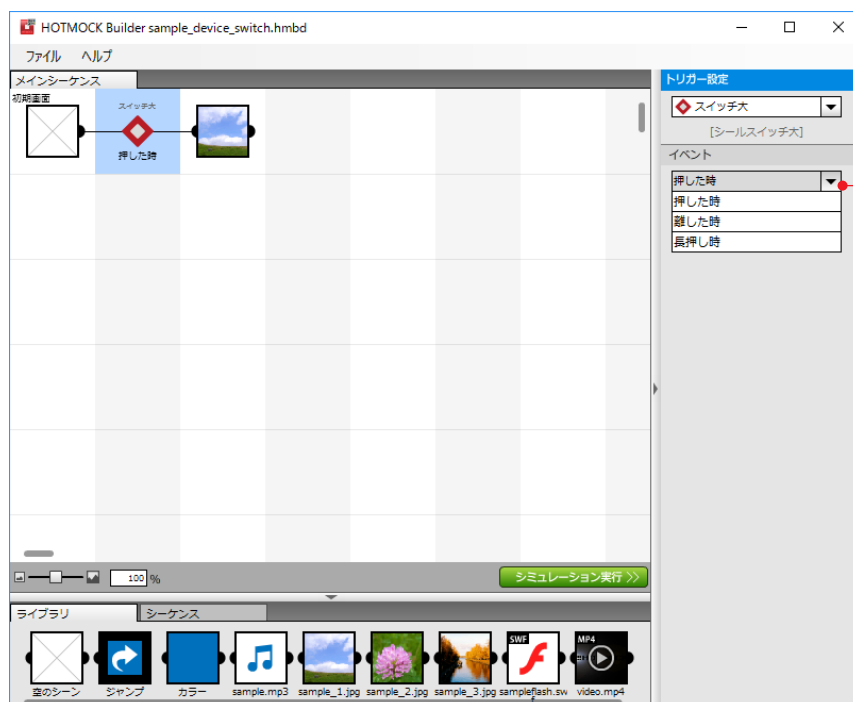 HOTMOCK Builder sample_device_switch.hmbd
ファイル ヘルプ
メインシーケンス
初期画面
スイッチ大
押した時
トリガー設定
スイッチ大
[シールスイッチ大]
イベント
押した時
押した時
離した時
長押し時
100 %
シミュレーション実行
ライブラリ シーケンス
SWF MP4
空のシーン ジャンプ カラー sample.mp3 sample_1.jpg sample_2.jpg sample_3.jpg sampleflash.sw video.mp4